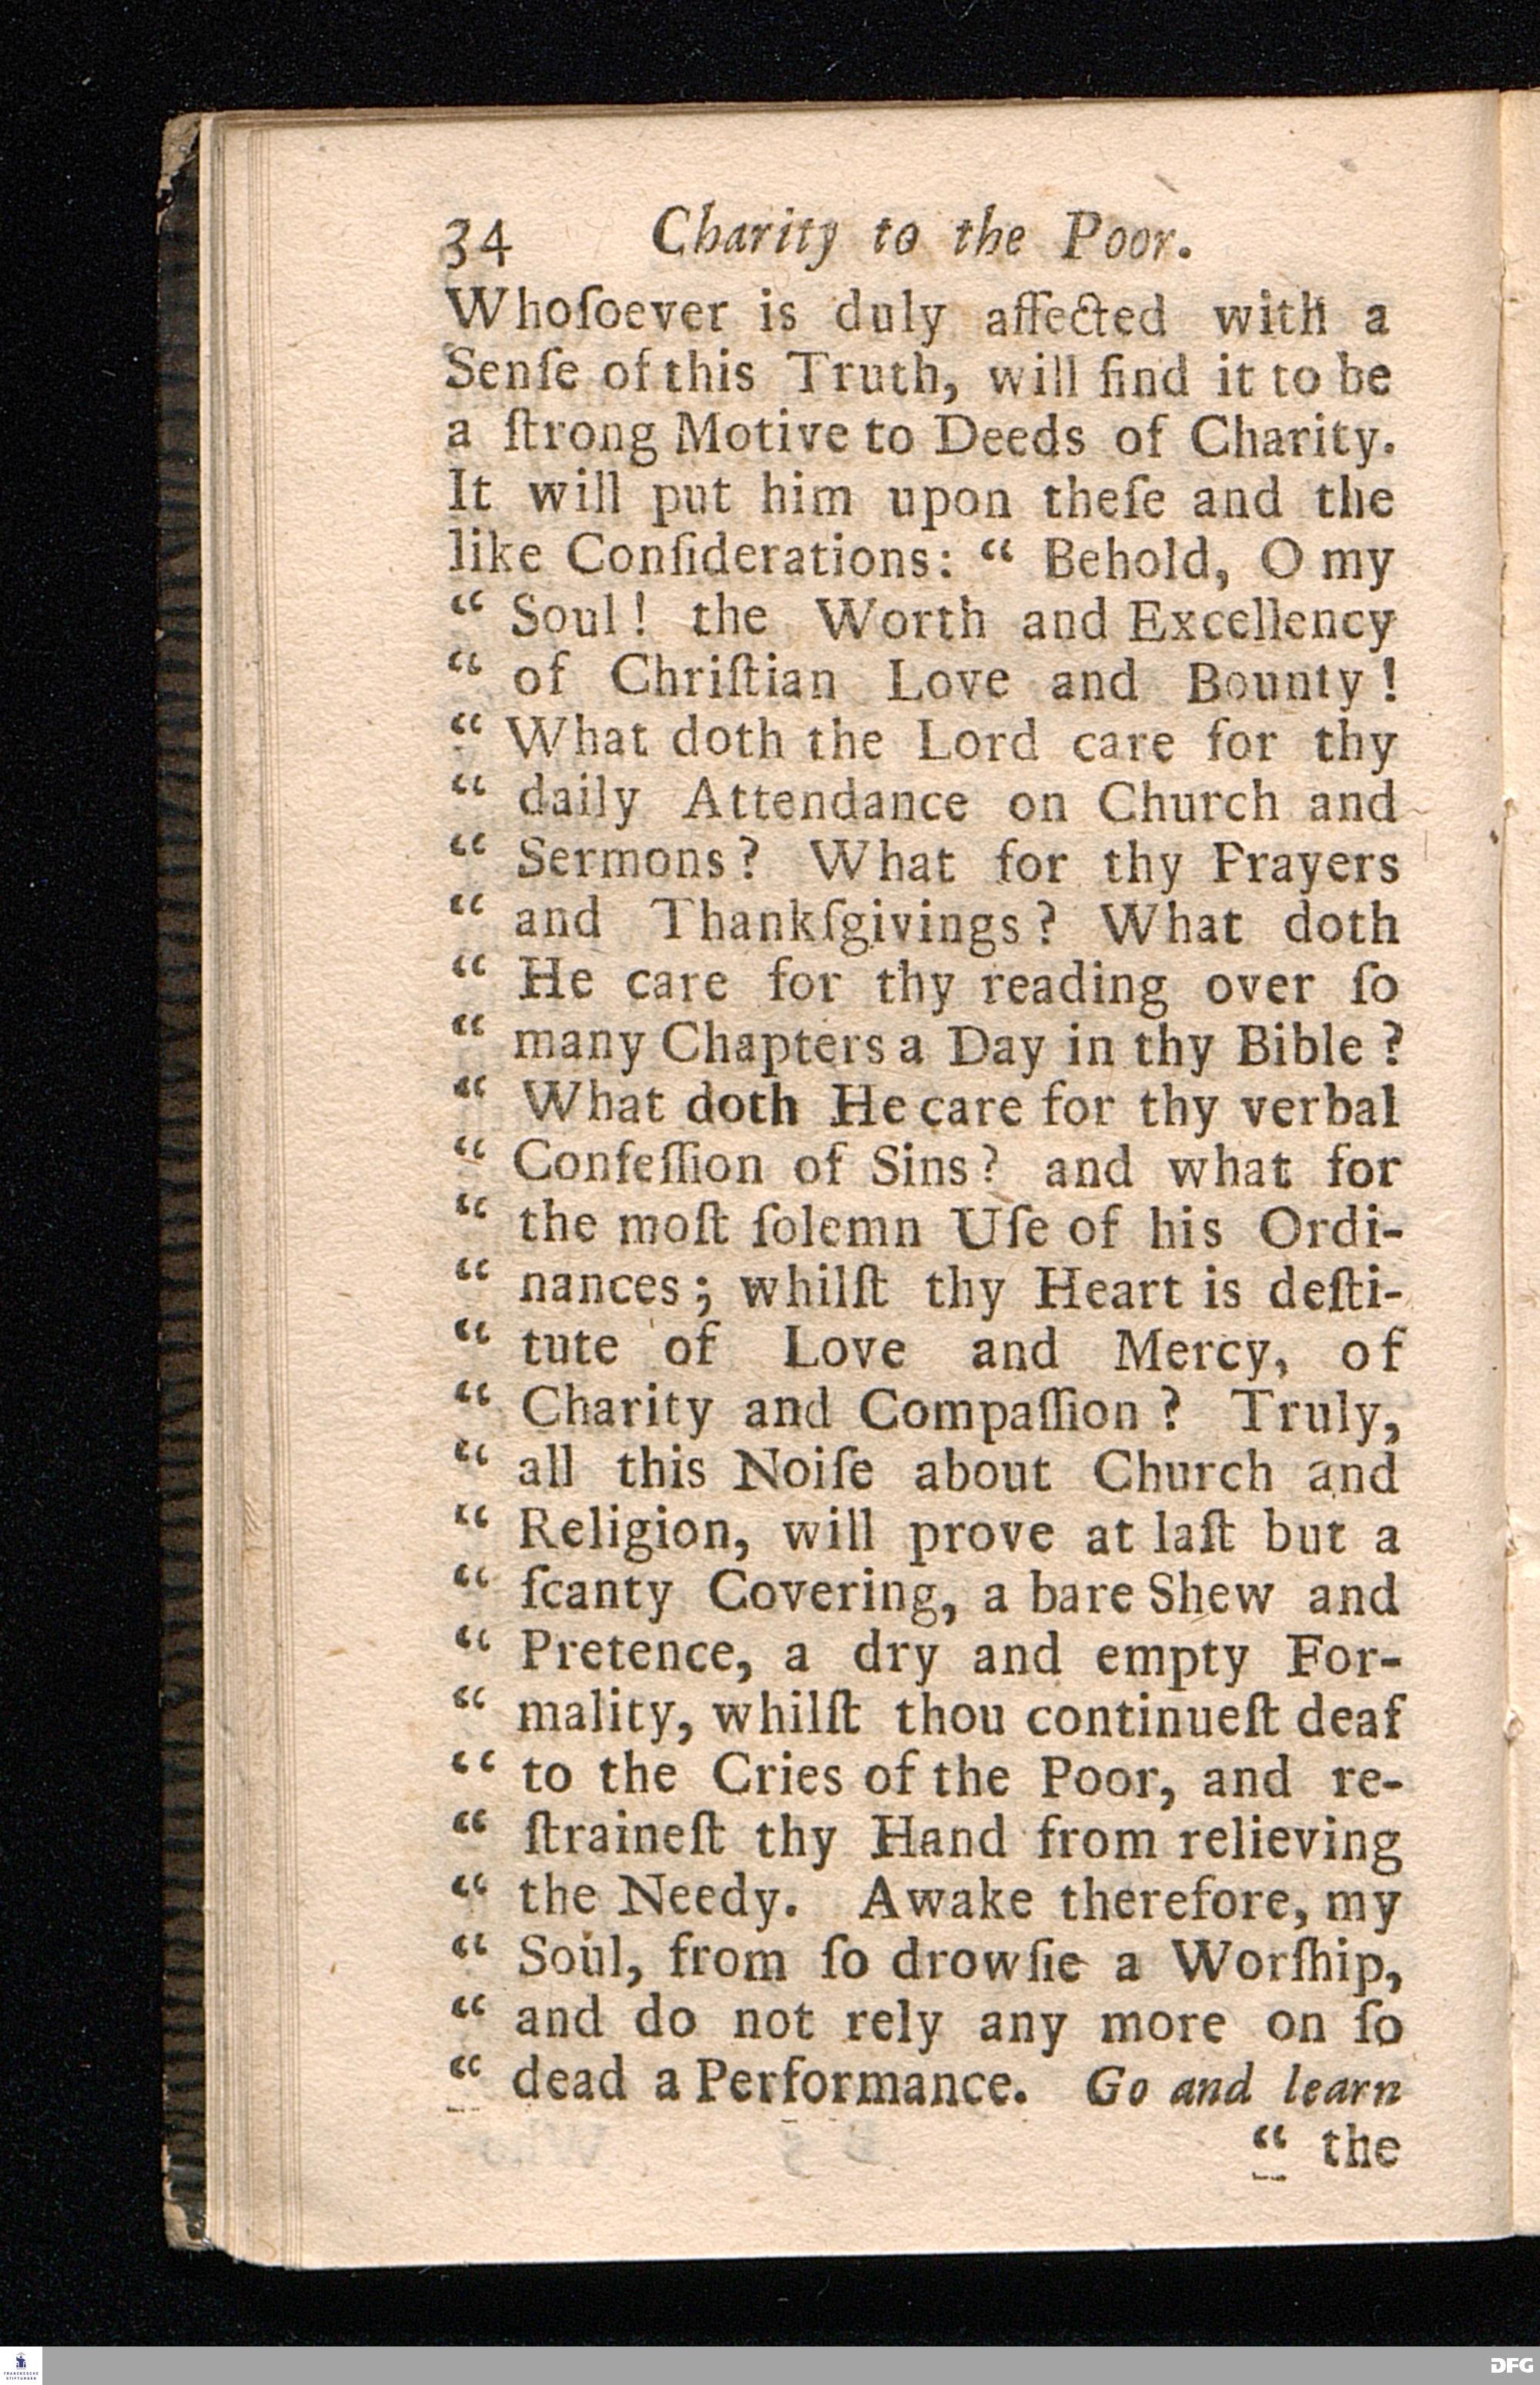 34 Charity to the Poor.
Whoſoever is duly affected with a
Senſe of this Truth, will find it to be
a ſtrong Motive to Deeds of Charity.
It will put him upon theſe and the
like Conſiderations: “ Behold, O my
“ Soul! the Worth and Excellency
“ of Chriſtian Love and Bounty!
“ What doth the Lord care for thy
“ daily Attendance on Church and
“ Sermons? What for thy Prayers
“ and Thankſgivings? What doth
“ He care for thy reading over ſo
“ many Chapters a Day in thy Bible?
“ What doth He care for thy verbal
“ Confeſſion of Sins? and what for
“ the moſt ſolemn Uſe of his Ordi-
“ nances; whilſt thy Heart is deſti-
“ tute of Love and Mercy, of
“ Charity and Compaſſion? Truly,
“ all this Noiſe about Church and
“ Religion, will prove at laſt but a
“ ſcanty Covering, a bare Shew and
“ Pretence, a dry and empty For-
“ mality, whilſt thou continueſt deaf
“ to the Cries of the Poor, and re-
“ ſtraineſt thy Hand from relieving
“ the Needy. Awake therefore, my
“ Soul, from ſo drowſie a Worſhip,
“ and do not rely any more on ſo
“ dead a Performance. Go and learn
“ the
FRANCKESCHE
STIFTUNGEN
DFG